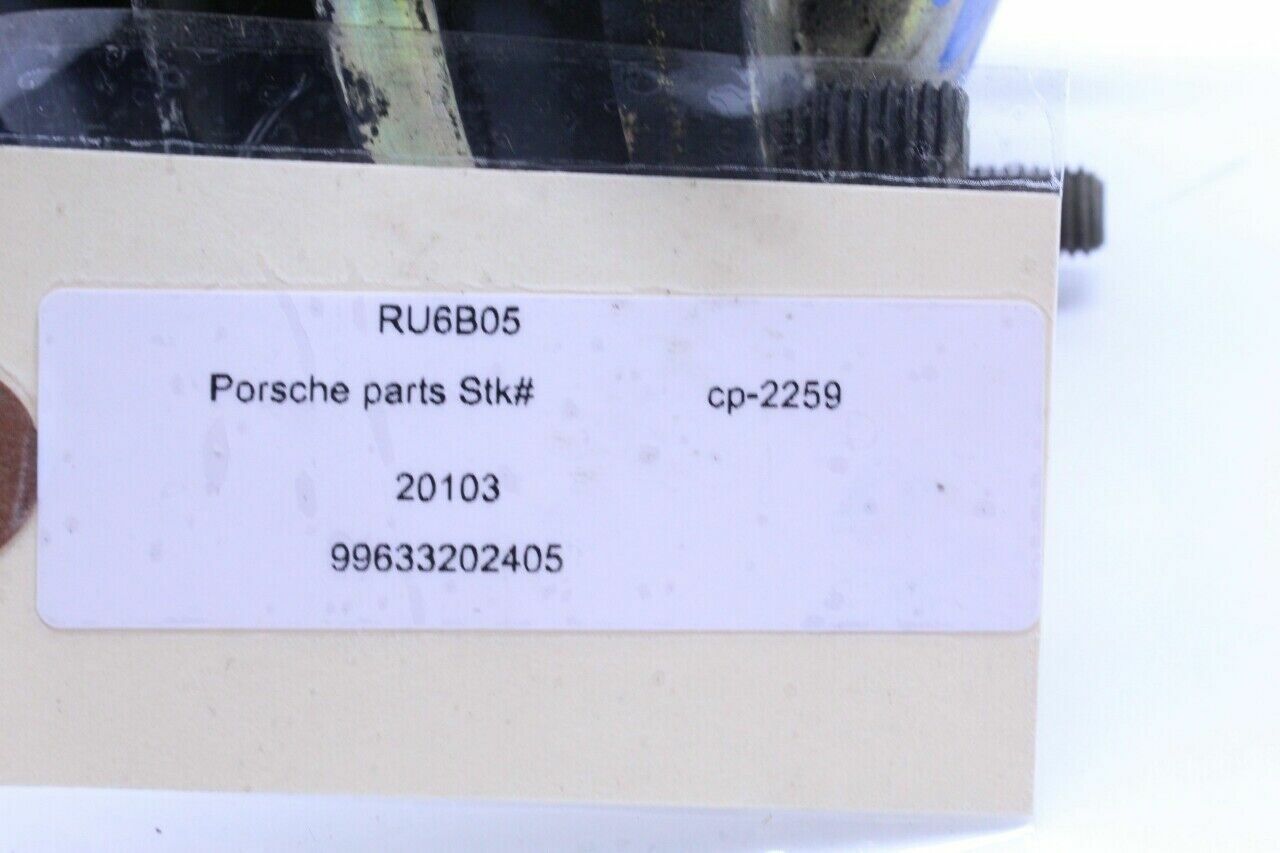 RU6B05
Porsche parts Stk# cp-2259
20103
99633202405